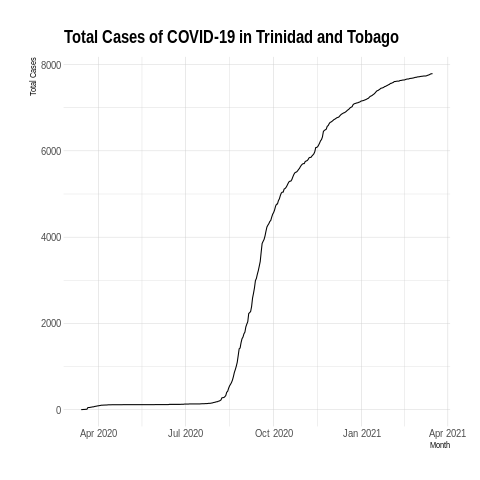 Total Cases of COVID-19 in Trinidad and Tobago
Total Cases
8000
6000
4000
2000
0
Apr 2020 Jul 2020 Oct 2020 Jan 2021 Apr 2021
Month